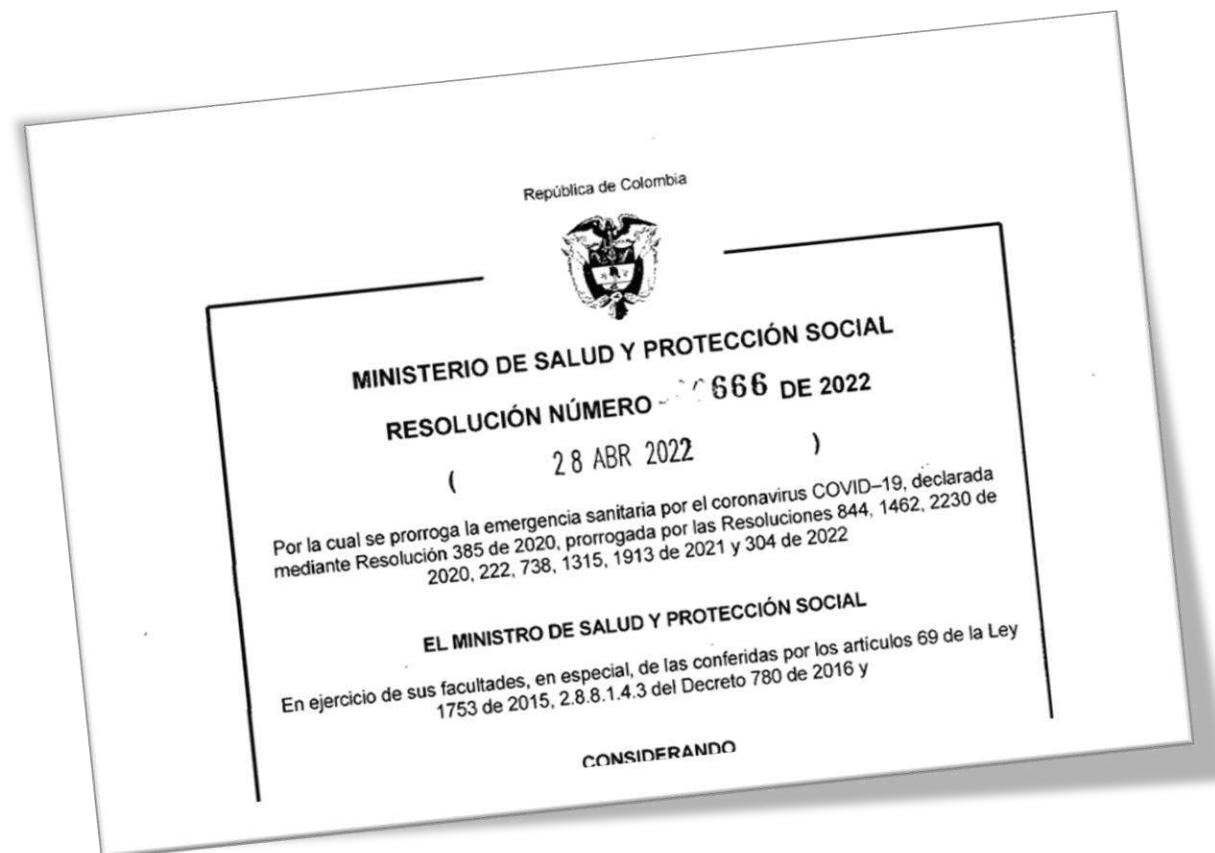 República de Colombia
MINISTERIO DE SALUD Y PROTECCIÓN SOCIAL
RESOLUCIÓN NÚMERO 666 DE 2022
( 28 ABR 2022 )
Por la cual se prorroga la emergencia sanitaria por el coronavirus COVID–19, declarada
mediante Resolución 385 de 2020, prorrogada por las Resoluciones 844, 1462, 2230 de
2020, 222, 738, 1315, 1913 de 2021 y 304 de 2022
EL MINISTRO DE SALUD Y PROTECCIÓN SOCIAL
En ejercicio de sus facultades, en especial, de las conferidas por los artículos 69 de la Ley
1753 de 2015, 2.8.8.1.4.3 del Decreto 780 de 2016 y
CONSIDERANDO